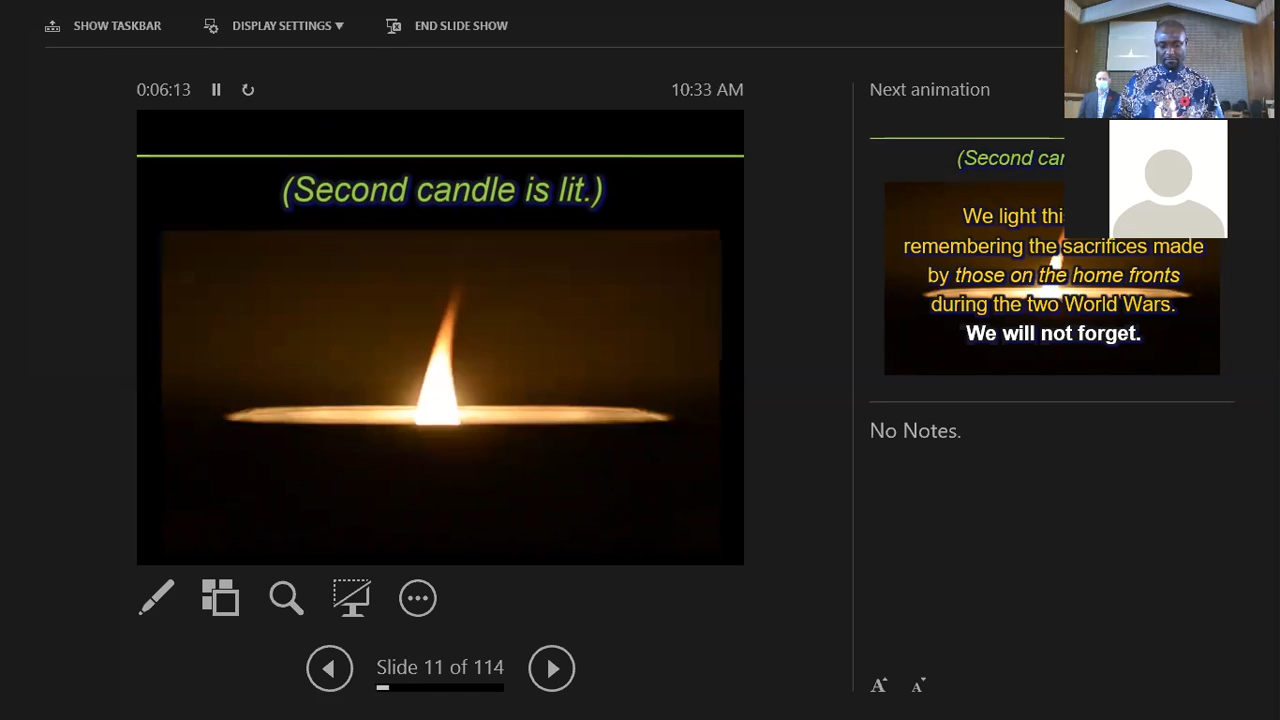 SHOW TASKBAR
DISPLAY SETTINGS
END SLIDE SHOW
0:06:13
10:33 AM
(Second candle is lit.)
Slide 11 of 114
Next animation
(Second
We light
remembering the sacrifices made
by those on the home fronts
during the two World Wars.
We will not forget.
No Notes.
A A